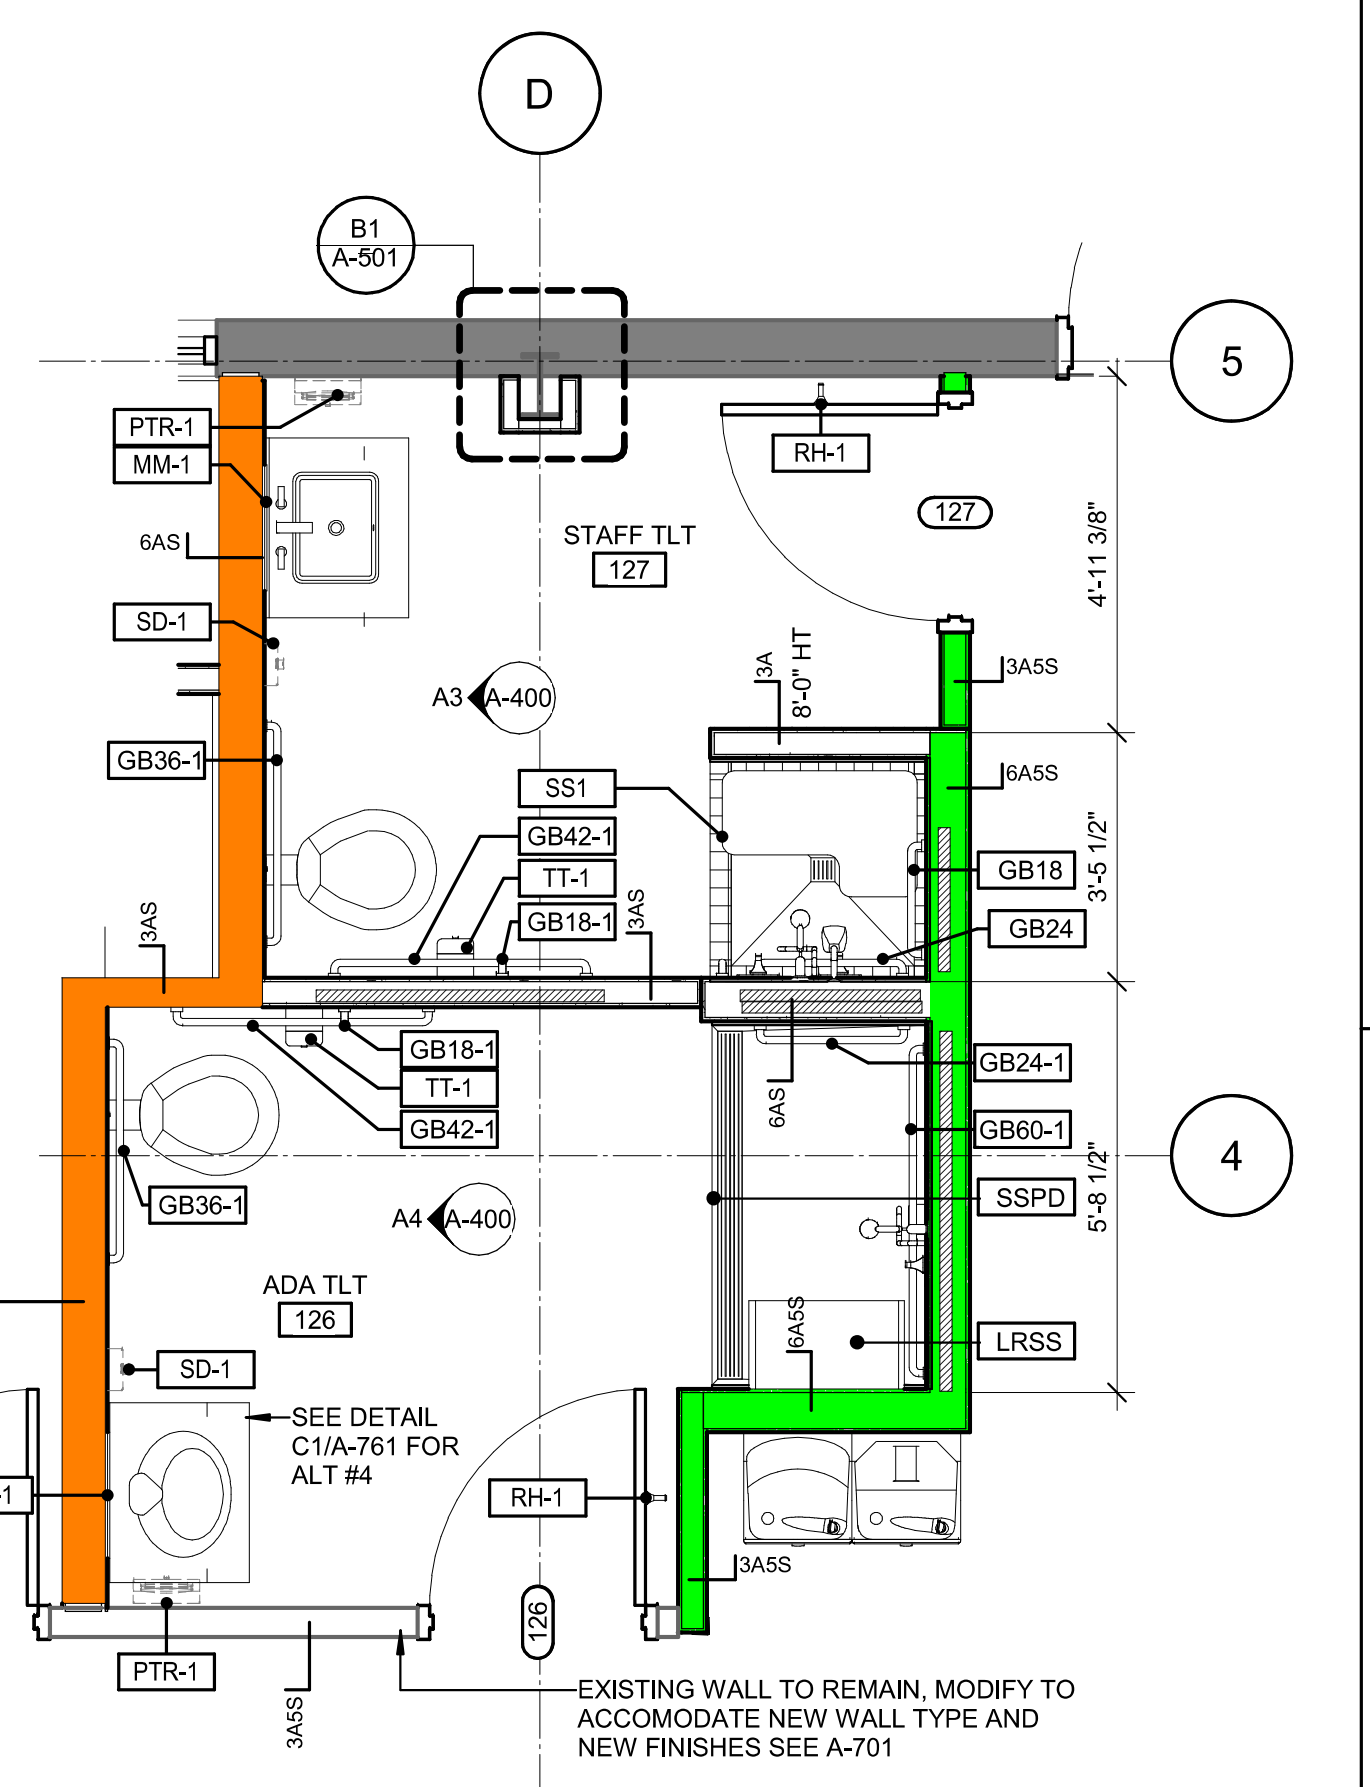 D
B1
A-501
5
PTR-1
MM-1
RH-1
6AS
STAFF TLT
127
127
4'-11 3/8"
SD-1
3A
8'-0" HT
3A5S
A3
A-400
GB36-1
SS1
6A5S
GB42-1
TT-1
GB18-1
3AS
3AS
GB18
3'-5 1/2"
GB24
GB18-1
TT-1
GB42-1
6AS
GB24-1
GB60-1
4
GB36-1
A4
A-400
SSPD
5'-8 1/2"
ADA TLT
126
6A5S
LRSS
SD-1
SEE DETAIL
C1/A-761 FOR
ALT #4
-1
RH-1
3A5S
126
PTR-1
3A5S
EXISTING WALL TO REMAIN, MODIFY TO
ACCOMODATE NEW WALL TYPE AND
NEW FINISHES SEE A-701